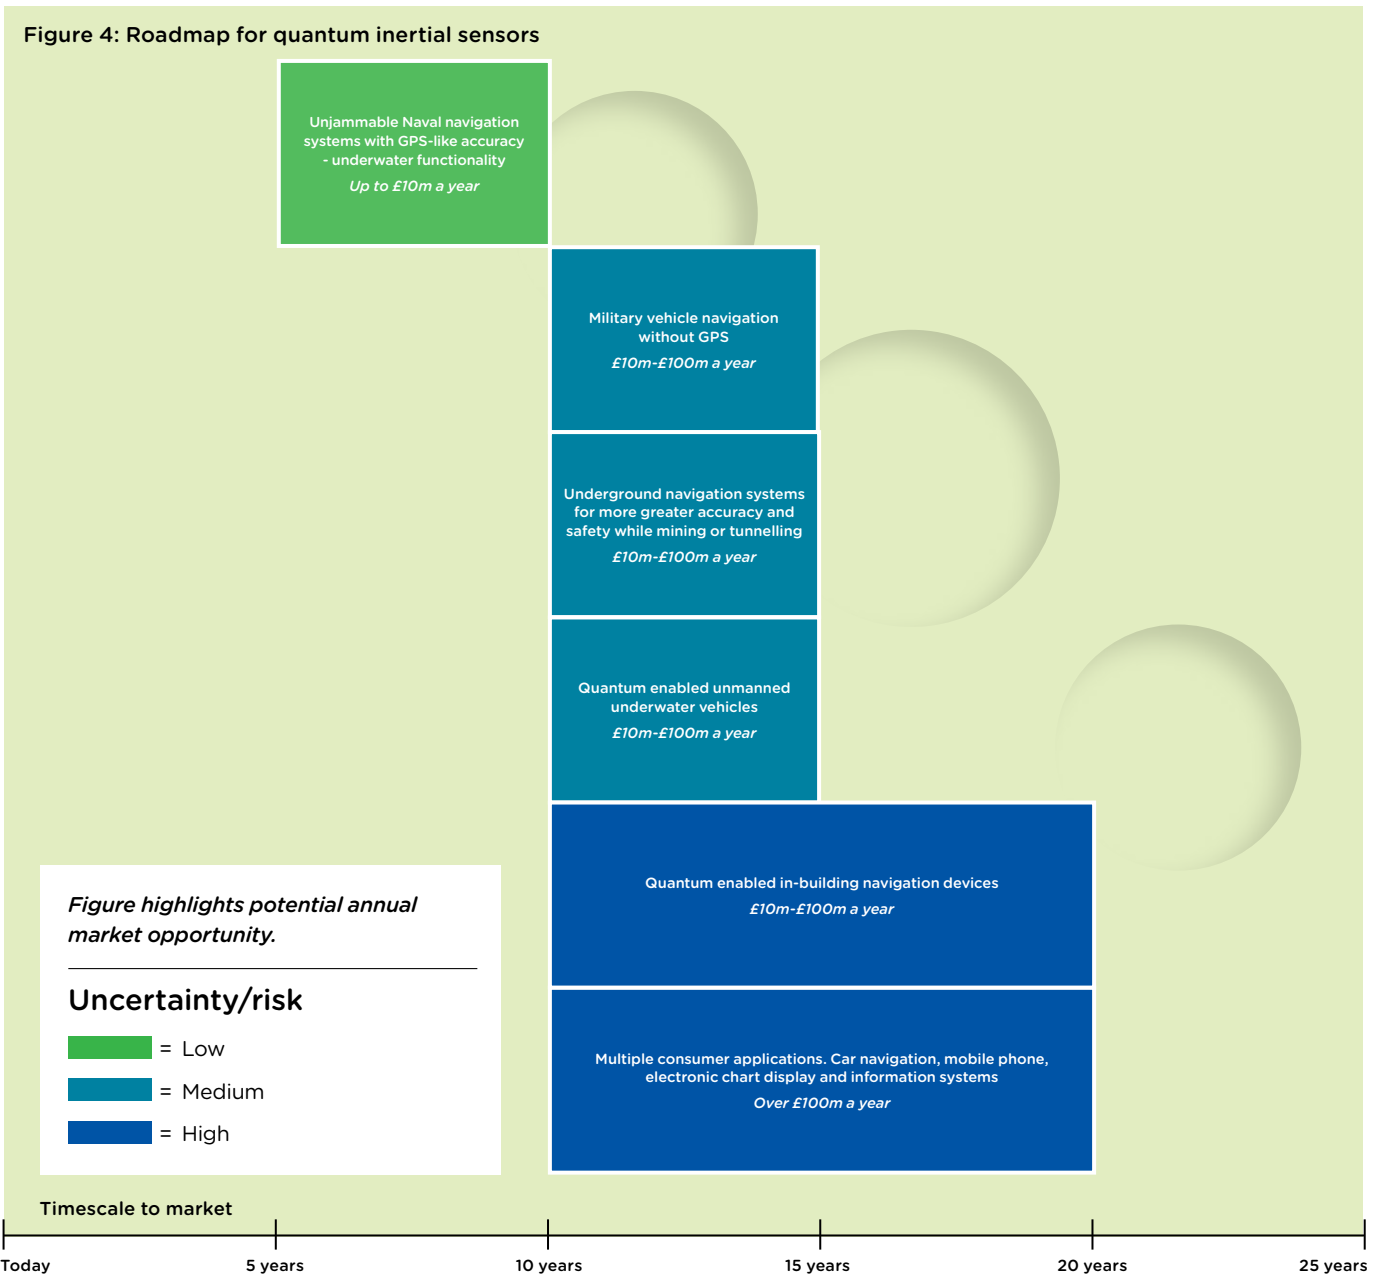 Figure 4: Roadmap for quantum inertial sensors
Unjammable Naval navigation
systems with GPS-like accuracy
- underwater functionality
Up to £10m a year
Military vehicle navigation
without GPS
£10m-£100m a year
Underground navigation systems
for more greater accuracy and
safety while mining or tunnelling
£10m-£100m a year
Quantum enabled unmanned
underwater vehicles
£10m-£100m a year
Quantum enabled in-building navigation devices
£10m-£100m a year
Multiple consumer applications. Car navigation, mobile phone,
electronic chart display and information systems
Over £100m a year
Figure highlights potential annual
market opportunity.
Uncertainty/risk
= Low
= Medium
= High
Timescale to market
Today 5 years 10 years 15 years 20 years 25 years